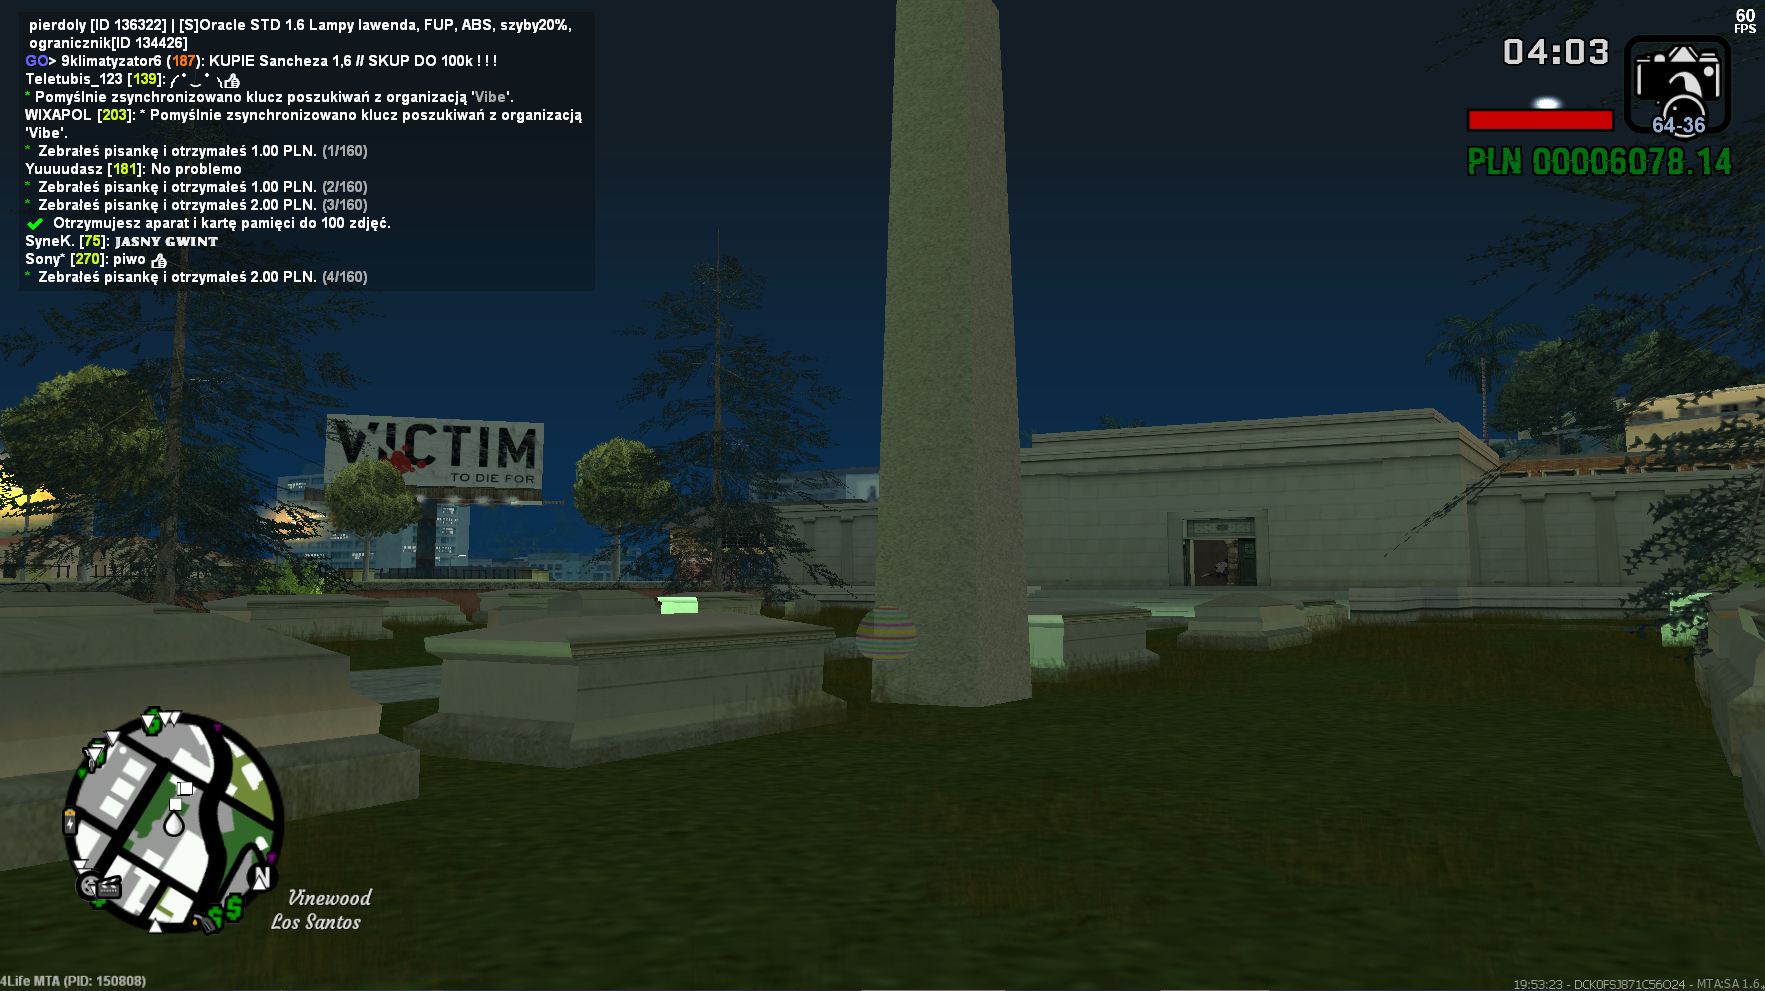 pierdoly [ID 136322] | [S]Oracle STD 1.6 Lampy lawenda, FUP, ABS, szyby20%,
ogranicznik[ID 134426]
GO> 9klimatyzator6 (187): KUPIE Sancheza 1,6 // SKUP DO 100k ! ! !
Teletubis_123 [139]:
* Pomyślnie zsynchronizowano klucz poszukiwań z organizacją 'Vibe'.
WIXAPOL [203]: * Pomyślnie zsynchronizowano klucz poszukiwań z organizacją
'Vibe'.
* Zebrałeś pisankę i otrzymałeś 1.00 PLN. (1/160)
Yuuuudasz [181]: No problemo
* Zebrałeś pisankę i otrzymałeś 1.00 PLN. (2/160)
* Zebrałeś pisankę i otrzymałeś 2.00 PLN. (3/160)
Otrzymujesz aparat i kartę pamięci do 100 zdjęć.
SyneK. [75]: JASNY GWINT
Sony* [270]: piwo
* Zebrałeś pisankę i otrzymałeś 2.00 PLN. (4/160)
60
FPS
04:03
64-36
PLN 00006078.14
VICTIM
TO DIE FOR
N
Vinewood
Los Santos
4Life MTA (PID: 150808)
19:53:23 - DCK0FSJ871C56O24 - MTA:SA 1.6